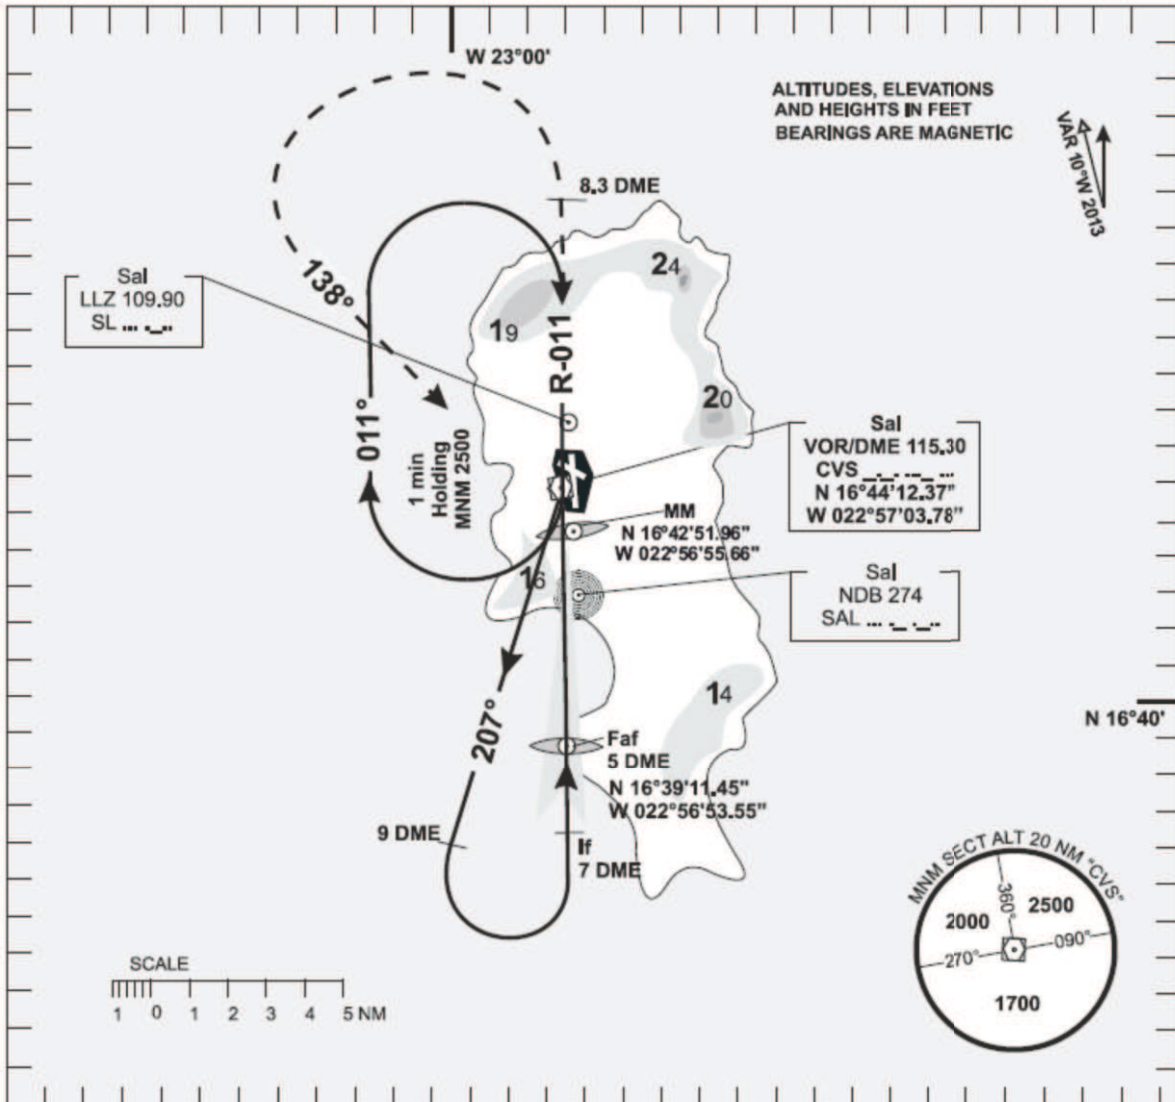 W 23°00'
ALTITUDES, ELEVATIONS
AND HEIGHTS IN FEET
BEARINGS ARE MAGNETIC
VAR 10°W 2013
8.3 DME
24
Sal
LLZ 109.90
SL ... ._..
138°
19
R-011
20
011°
1 min
Holding
MNM 2500
Sal
VOR/DME 115.30
CVS _._. ..._ ...
N 16°44'12.37"
W 022°57'03.78"
MM
N 16°42'51.96"
W 022°56'55.66"
16
Sal
NDB 274
SAL ... ._ ._..
14
N 16°40'
207°
Faf
5 DME
N 16°39'11.45"
W 022°56'53.55"
9 DME
If
7 DME
MNM SECT ALT 20 NM "CVS"
360°
2000
2500
270°
090°
1700
SCALE
1 0 1 2 3 4 5 NM